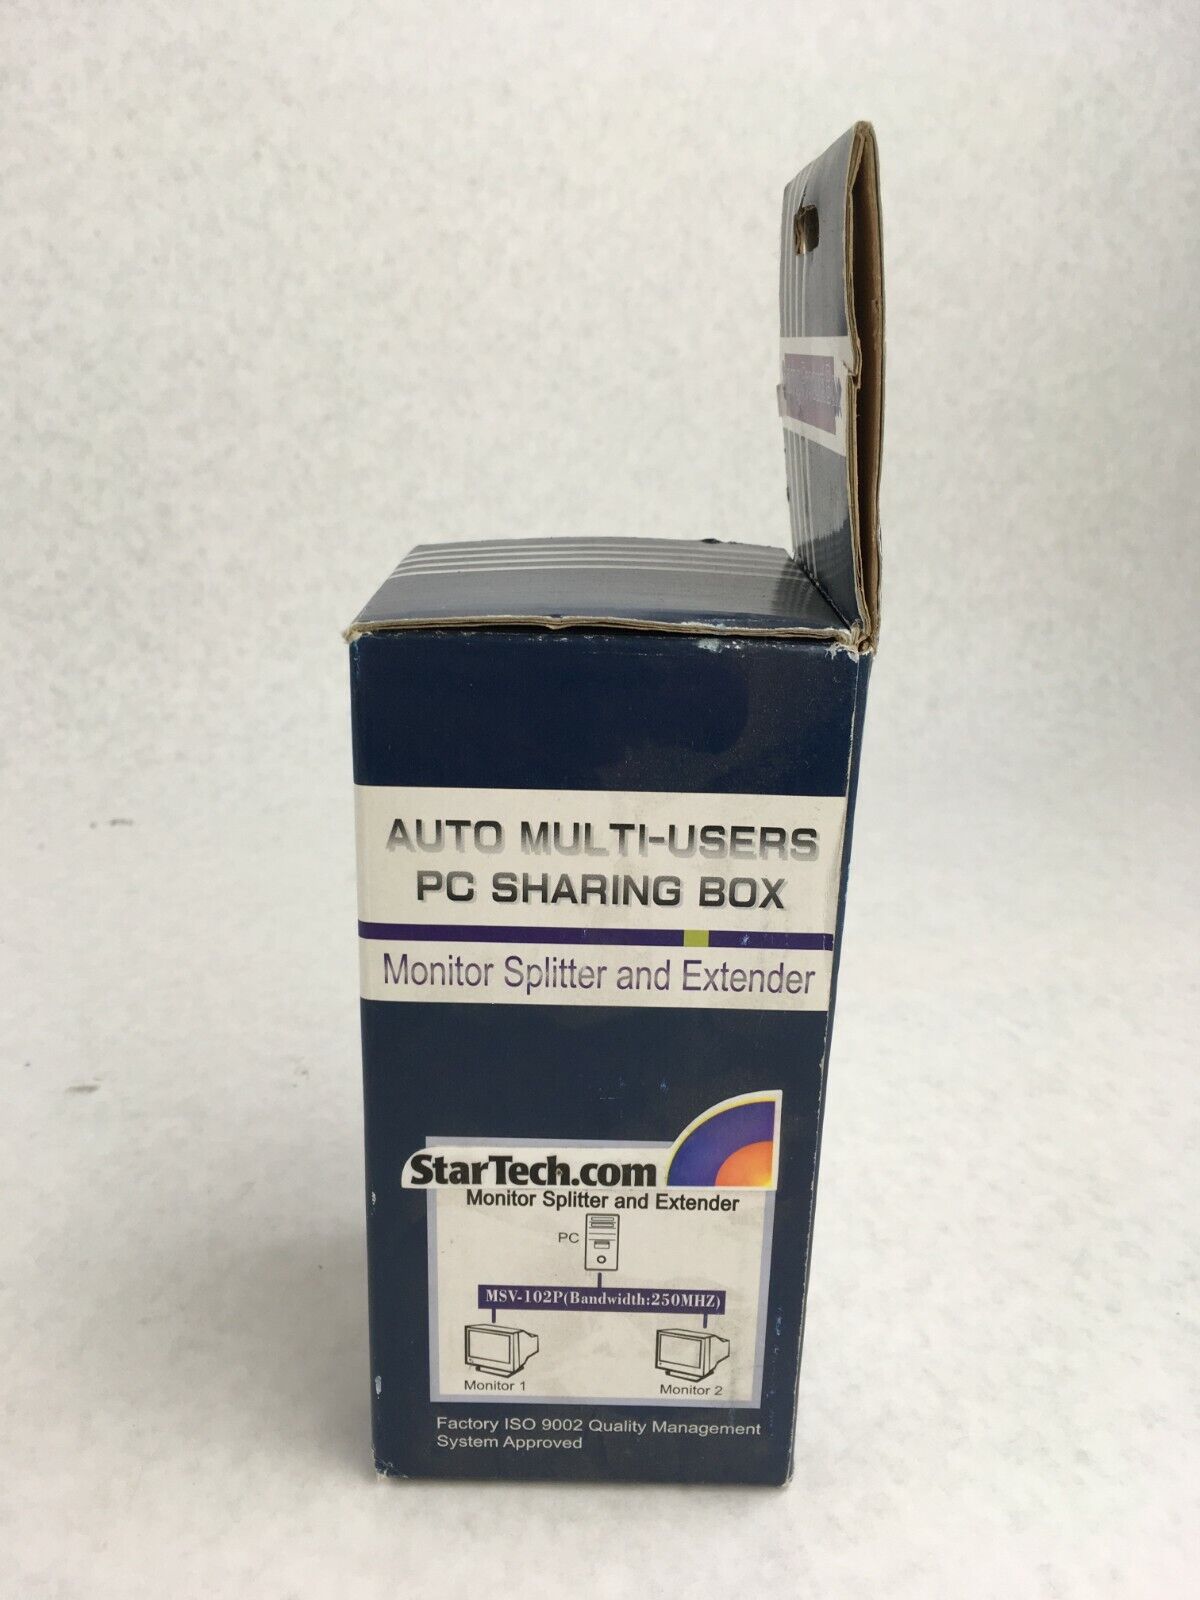 AUTO MULTI-USERS
PC SHARING BOX
Monitor Splitter and Extender
StarTech.com
Monitor Splitter and Extender
PC
MSV-102P(Bandwidth:250MHZ)
Monitor 1
Monitor 2
Factory ISO 9002 Quality Management
System Approved